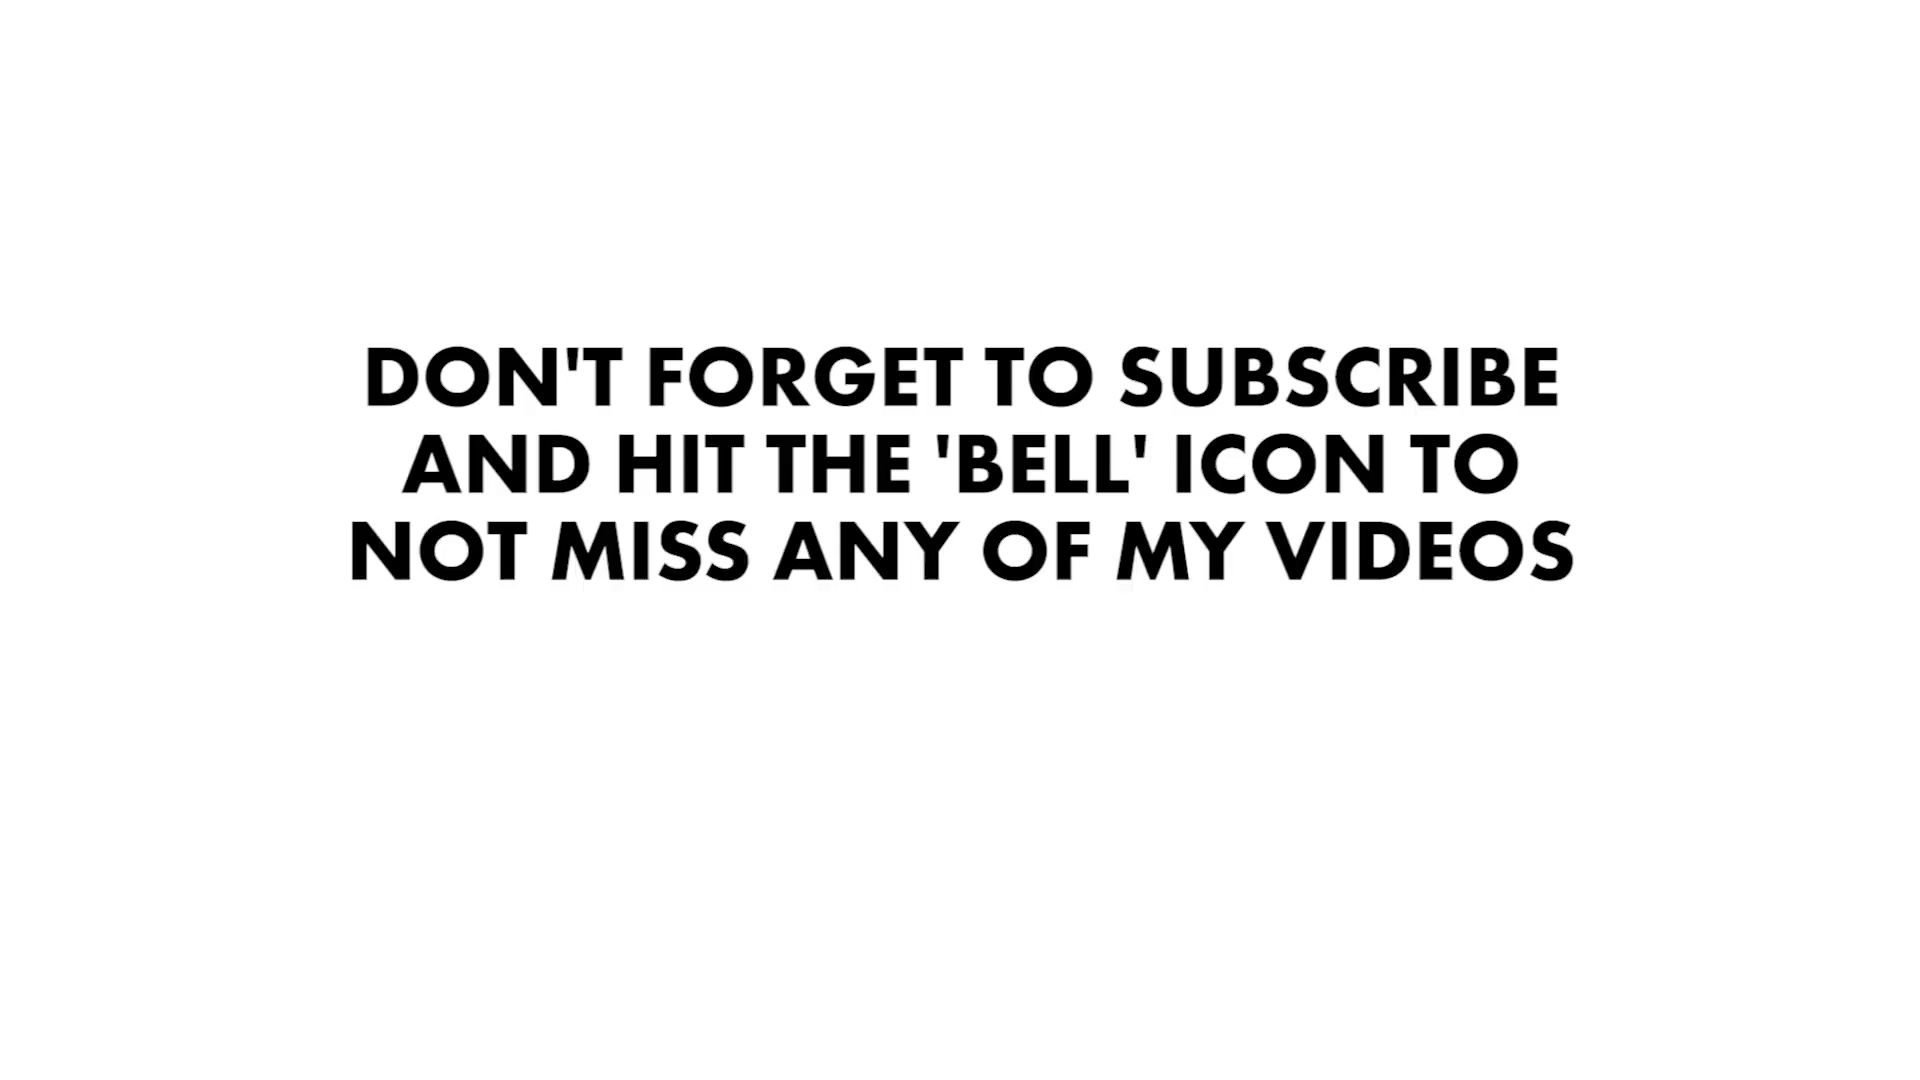 DON'T FORGET TO SUBSCRIBE
AND HIT THE 'BELL' ICON TO
NOT MISS ANY OF MY VIDEOS